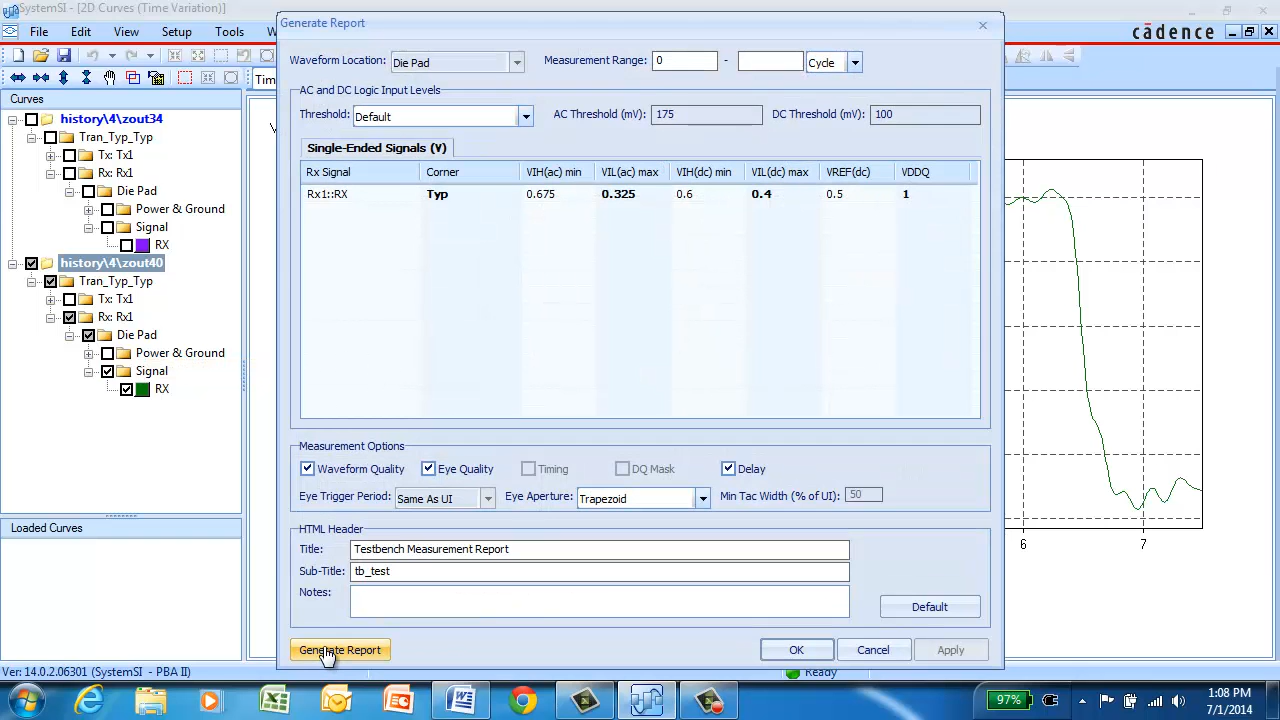 SystemSI - [2D Curves (Time Variation)]
Generate Report
File Edit View Setup Tools
cādence
Waveform Location: Die Pad Measurement Range: 0 - Cycle
Tim
Curves
AC and DC Logic Input Levels
Threshold: Default AC Threshold (mV): 175 DC Threshold (mV): 100
history\4\zout34
Tran_Typ_Typ
Tx: Tx1
Rx: Rx1
Die Pad
Power & Ground
Signal
RX
history\4\zout40
Tran_Typ_Typ
Tx: Tx1
Rx: Rx1
Die Pad
Power & Ground
Signal
RX
Single-Ended Signals (V)
Rx Signal Corner VIH(ac) min VIL(ac) max VIH(dc) min VIL(dc) max VREF(dc) VDDQ
Rx1::RX Typ 0.675 0.325 0.6 0.4 0.5 1
Measurement Options
Waveform Quality Eye Quality Timing DQ Mask Delay
Eye Trigger Period: Same As UI Eye Aperture: Trapezoid Min Tac Width (% of UI): 50
Loaded Curves
HTML Header
Title: Testbench Measurement Report
Sub-Title: tb_test
Notes:
Default
6 7
Generate Report OK Cancel Apply
Ver: 14.0.2.06301 (SystemSI - PBA II) Ready
97% 1:08 PM
7/1/2014